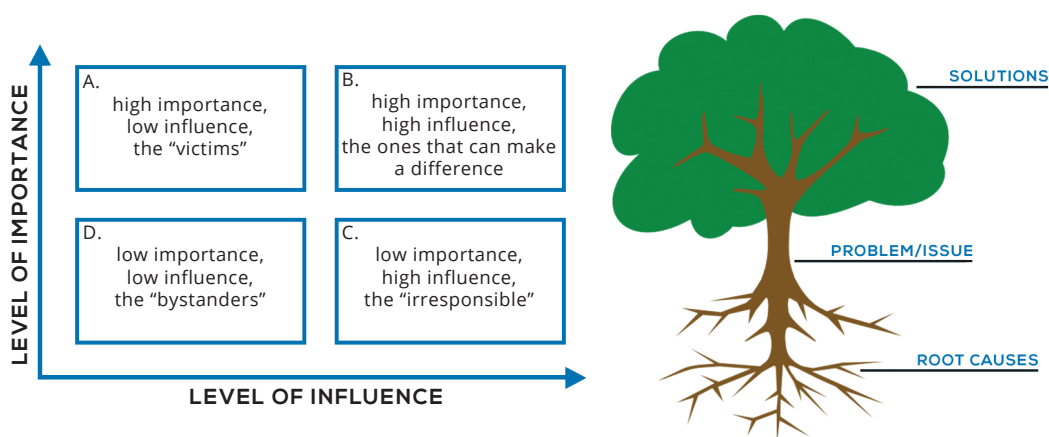 LEVEL OF IMPORTANCE
A.
high importance,
low influence,
the “victims”
B.
high importance,
high influence,
the ones that can make
a difference
D.
low importance,
low influence,
the “bystanders”
C.
low importance,
high influence,
the “irresponsible”
LEVEL OF INFLUENCE
SOLUTIONS
PROBLEM/ISSUE
ROOT CAUSES